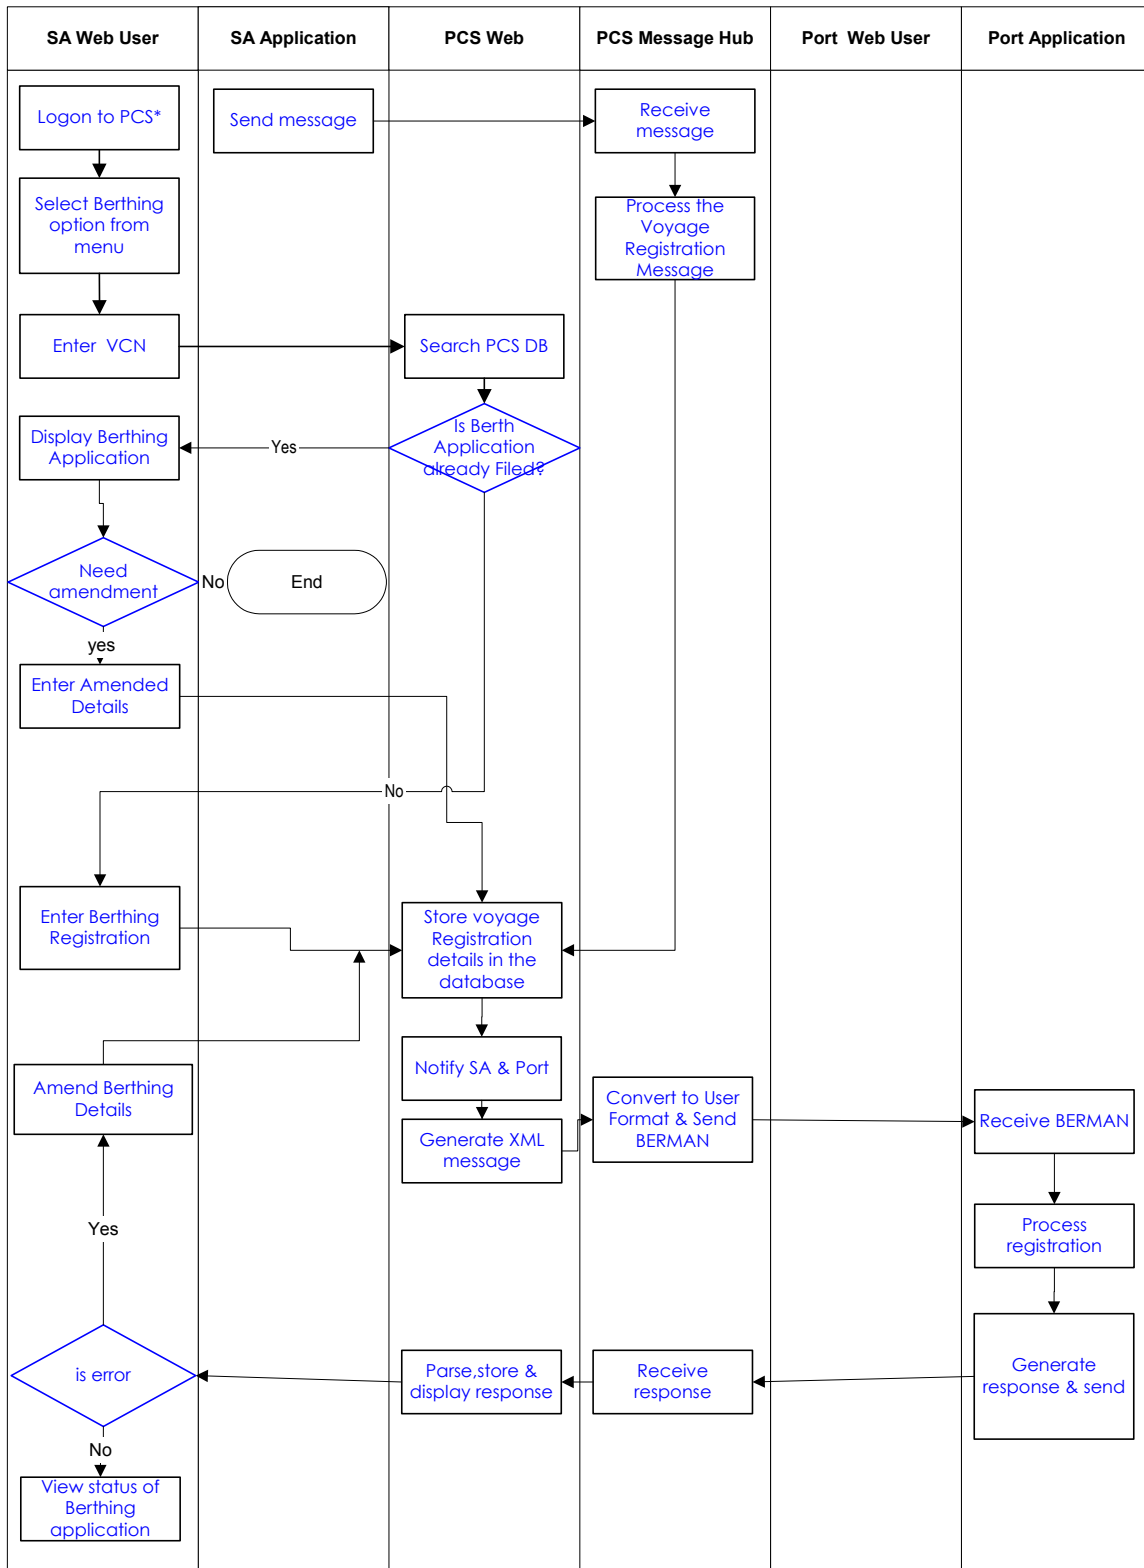 SA Web User
SA Application
PCS Web
PCS Message Hub
Port Web User
Port Application
Logon to PCS*
Send message
Receive
message
Select Berthing
option from
menu
Process the
Voyage
Registration
Message
Enter VCN
Search PCS DB
Is Berth
Application
already Filed?
Yes
Display Berthing
Application
Need
amendment
No
End
yes
Enter Amended
Details
No
Enter Berthing
Registration
Store voyage
Registration
details in the
database
Notify SA & Port
Amend Berthing
Details
Convert to User
Format & Send
BERMAN
Receive BERMAN
Generate XML
message
Yes
Process
registration
is error
Parse,store &
display response
Receive
response
Generate
response & send
No
View status of
Berthing
application